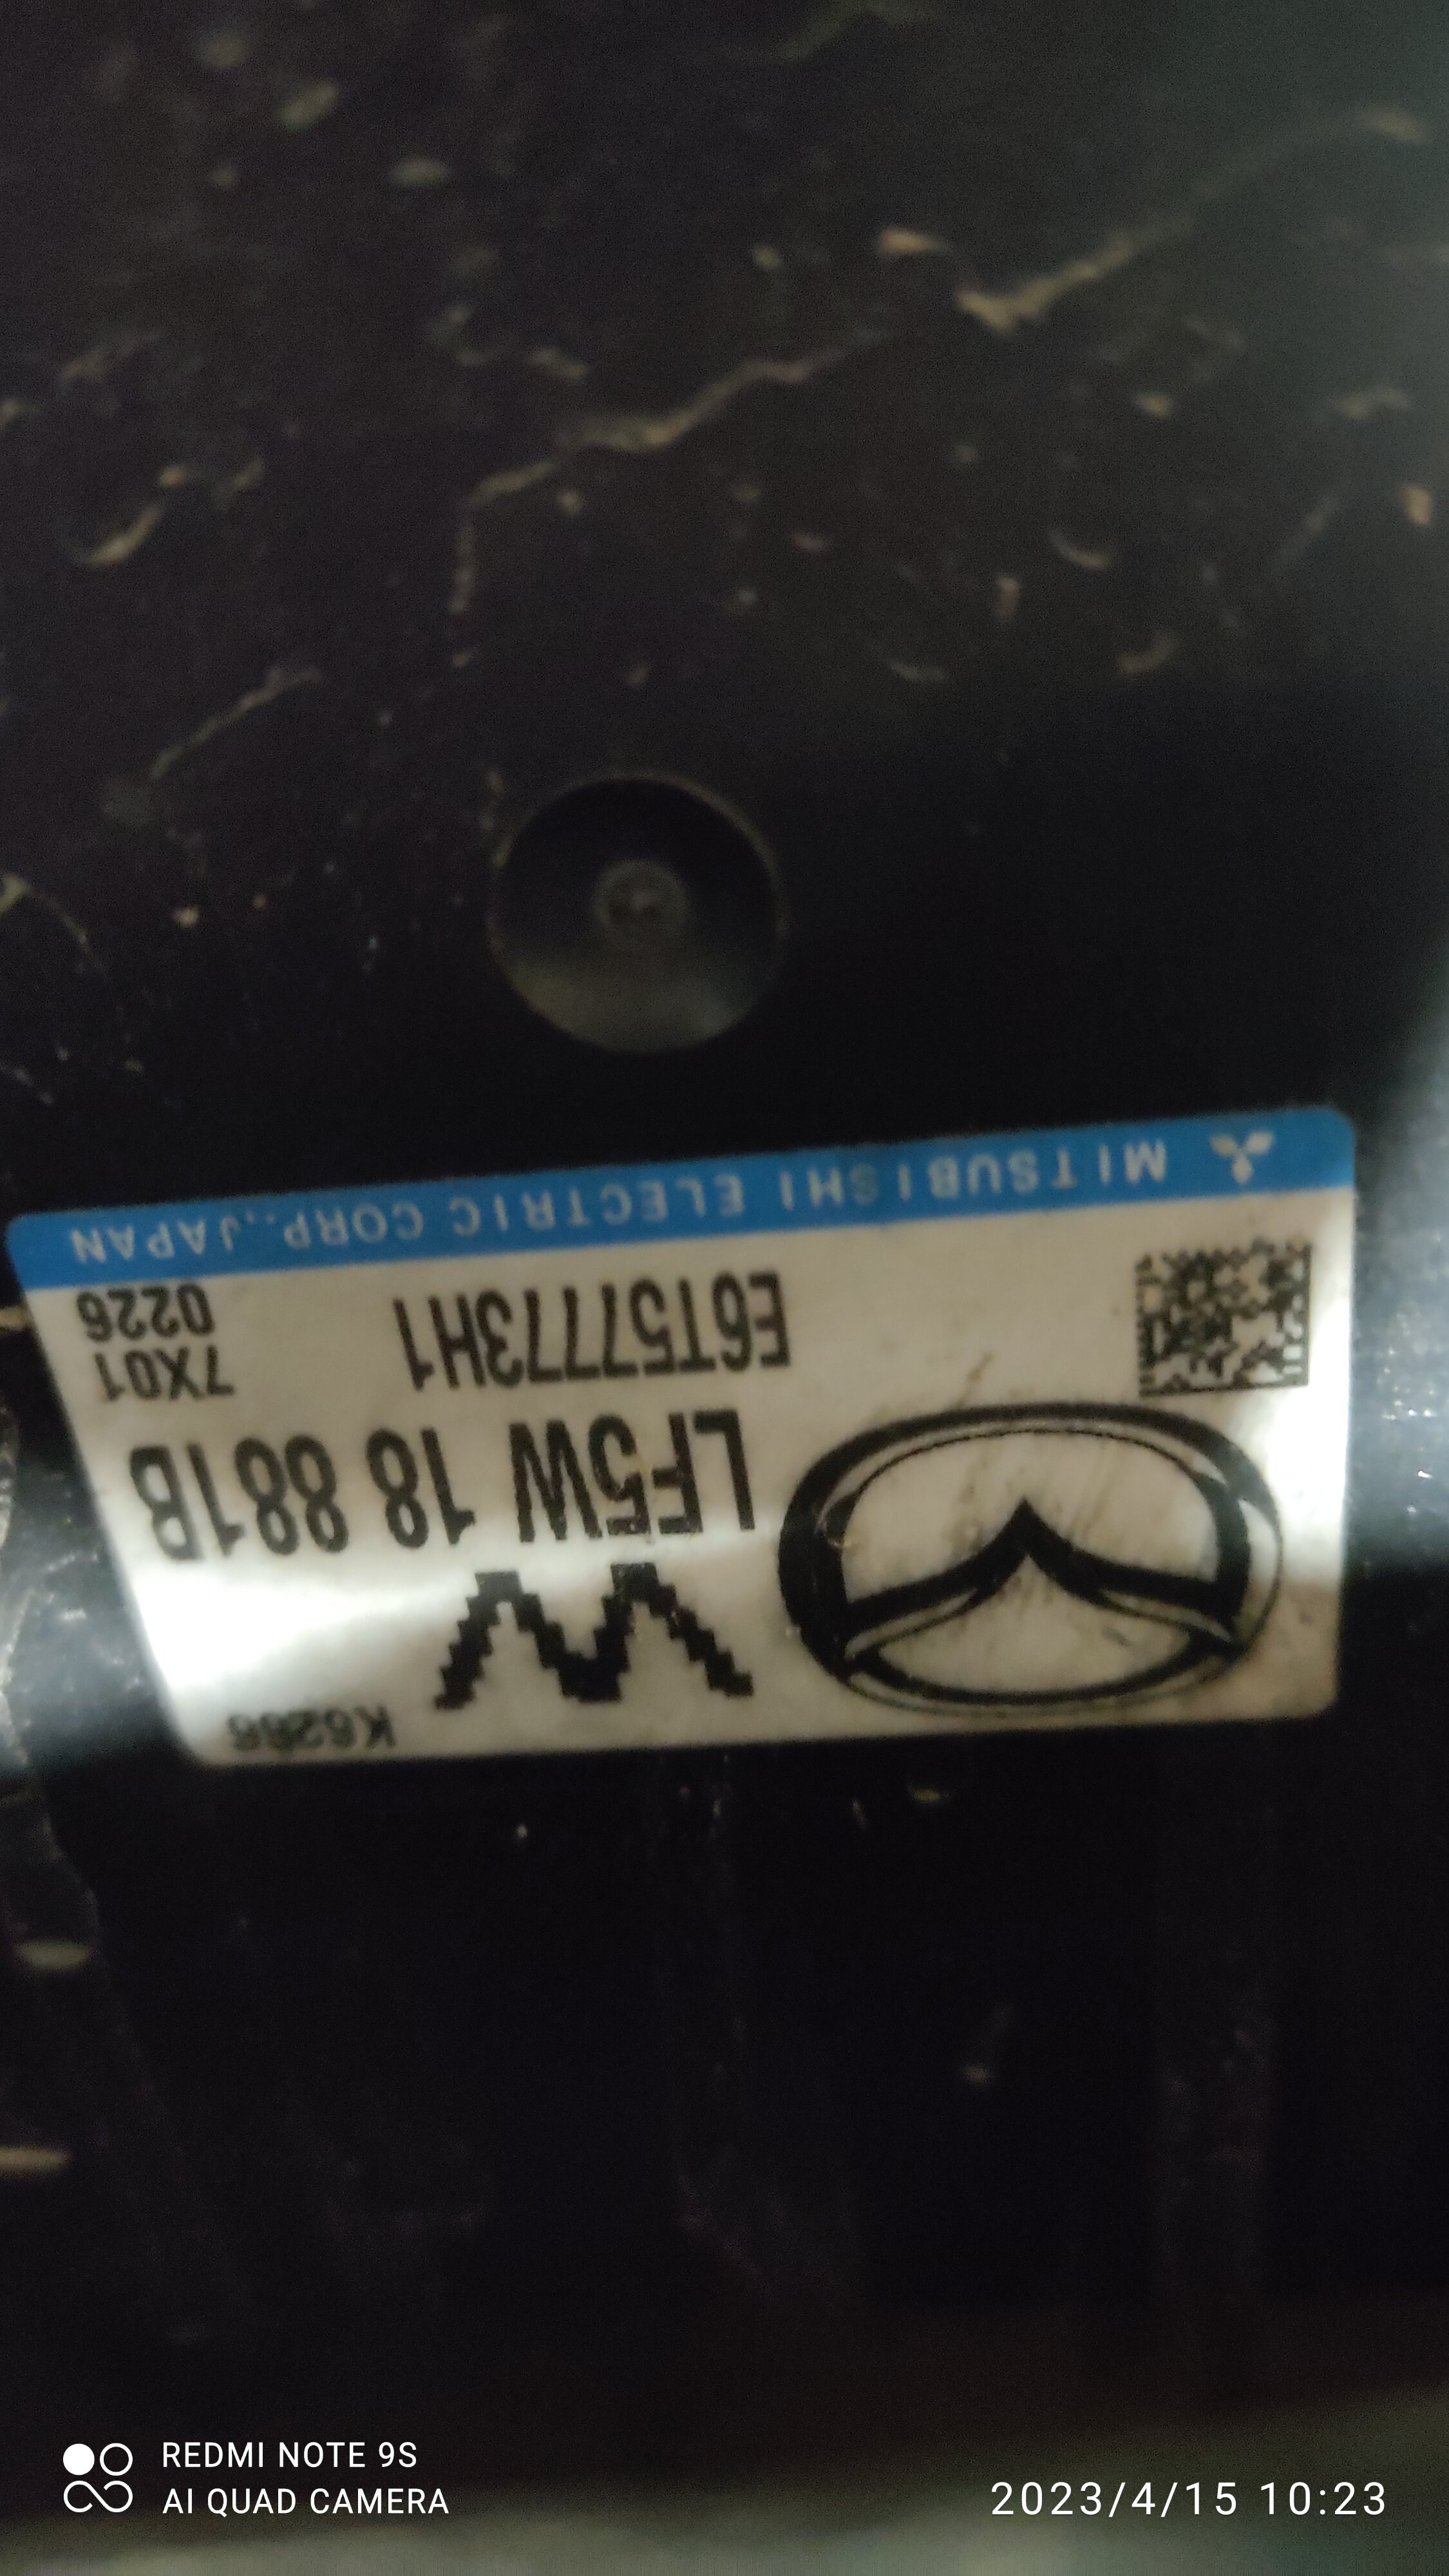 K6266
W
LF5W 18 881B
E6T57773H1
7X01
0226
MITSUBISHI ELECTRIC CORP., JAPAN
REDMI NOTE 9S
AI QUAD CAMERA
2023/4/15 10:23